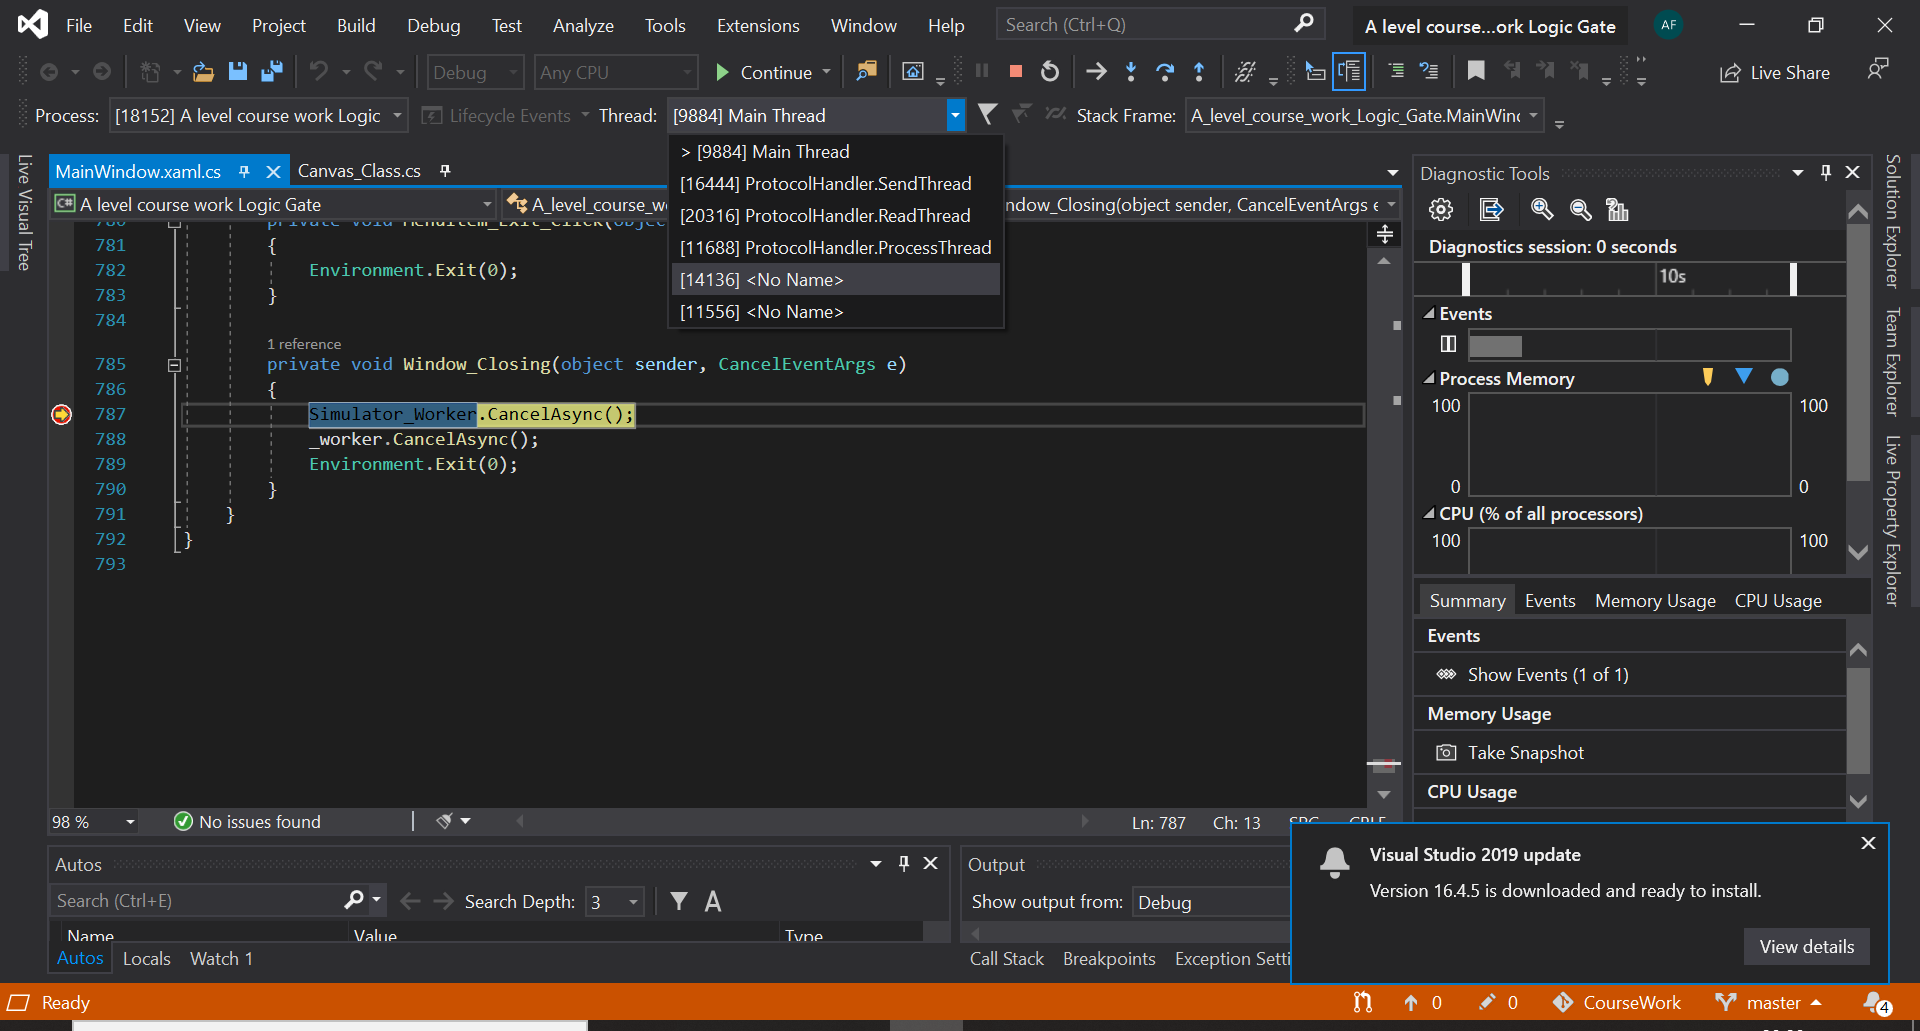 File Edit View Project Build Debug Test Analyze Tools Extensions Window Help Search (Ctrl+Q) A level course...ork Logic Gate AF
Debug Any CPU Continue Live Share
Process: [18152] A level course work Logic Lifecycle Events Thread: [9884] Main Thread Stack Frame: A_level_course_work_Logic_Gate.MainWin
> [9884] Main Thread
[16444] ProtocolHandler.SendThread
[20316] ProtocolHandler.ReadThread
[11688] ProtocolHandler.ProcessThread
[14136] <No Name>
[11556] <No Name>
Live Visual Tree
MainWindow.xaml.cs Canvas_Class.cs
C# A level course work Logic Gate A_level_course_w ndow_Closing(object sender, CancelEventArgs e
780 private void MenuItem_Exit_Click(objec
781 {
782 Environment.Exit(0);
783 }
784
1 reference
785 private void Window_Closing(object sender, CancelEventArgs e)
786 {
787 Simulator_Worker.CancelAsync();
788 _worker.CancelAsync();
789 Environment.Exit(0);
790 }
791 }
792 }
793
98 % No issues found Ln: 787 Ch: 13 SPC CRLF
Autos
Search (Ctrl+E) Search Depth: 3 A
Name Value Type
Autos Locals Watch 1
Output
Show output from: Debug
Call Stack Breakpoints Exception Setti
Diagnostic Tools
Diagnostics session: 0 seconds
10s
Events
Process Memory
100 100
0 0
CPU (% of all processors)
100 100
Summary Events Memory Usage CPU Usage
Events
Show Events (1 of 1)
Memory Usage
Take Snapshot
CPU Usage
Solution Explorer
Team Explorer
Live Property Explorer
Visual Studio 2019 update
Version 16.4.5 is downloaded and ready to install.
View details
Ready 0 0 CourseWork master 4